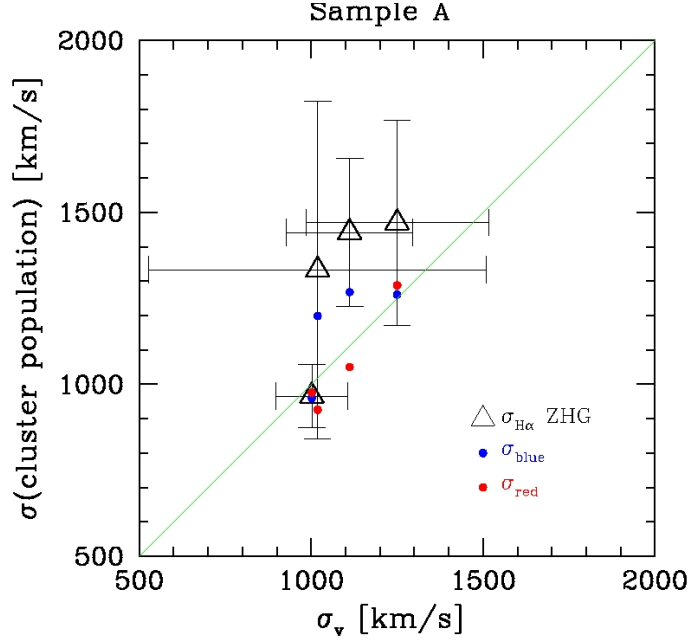 Sample A
2000
1500
1000
500
σ(cluster population) [km/s]
σHα ZHG
σblue
σred
500 1000 1500 2000
σv [km/s]